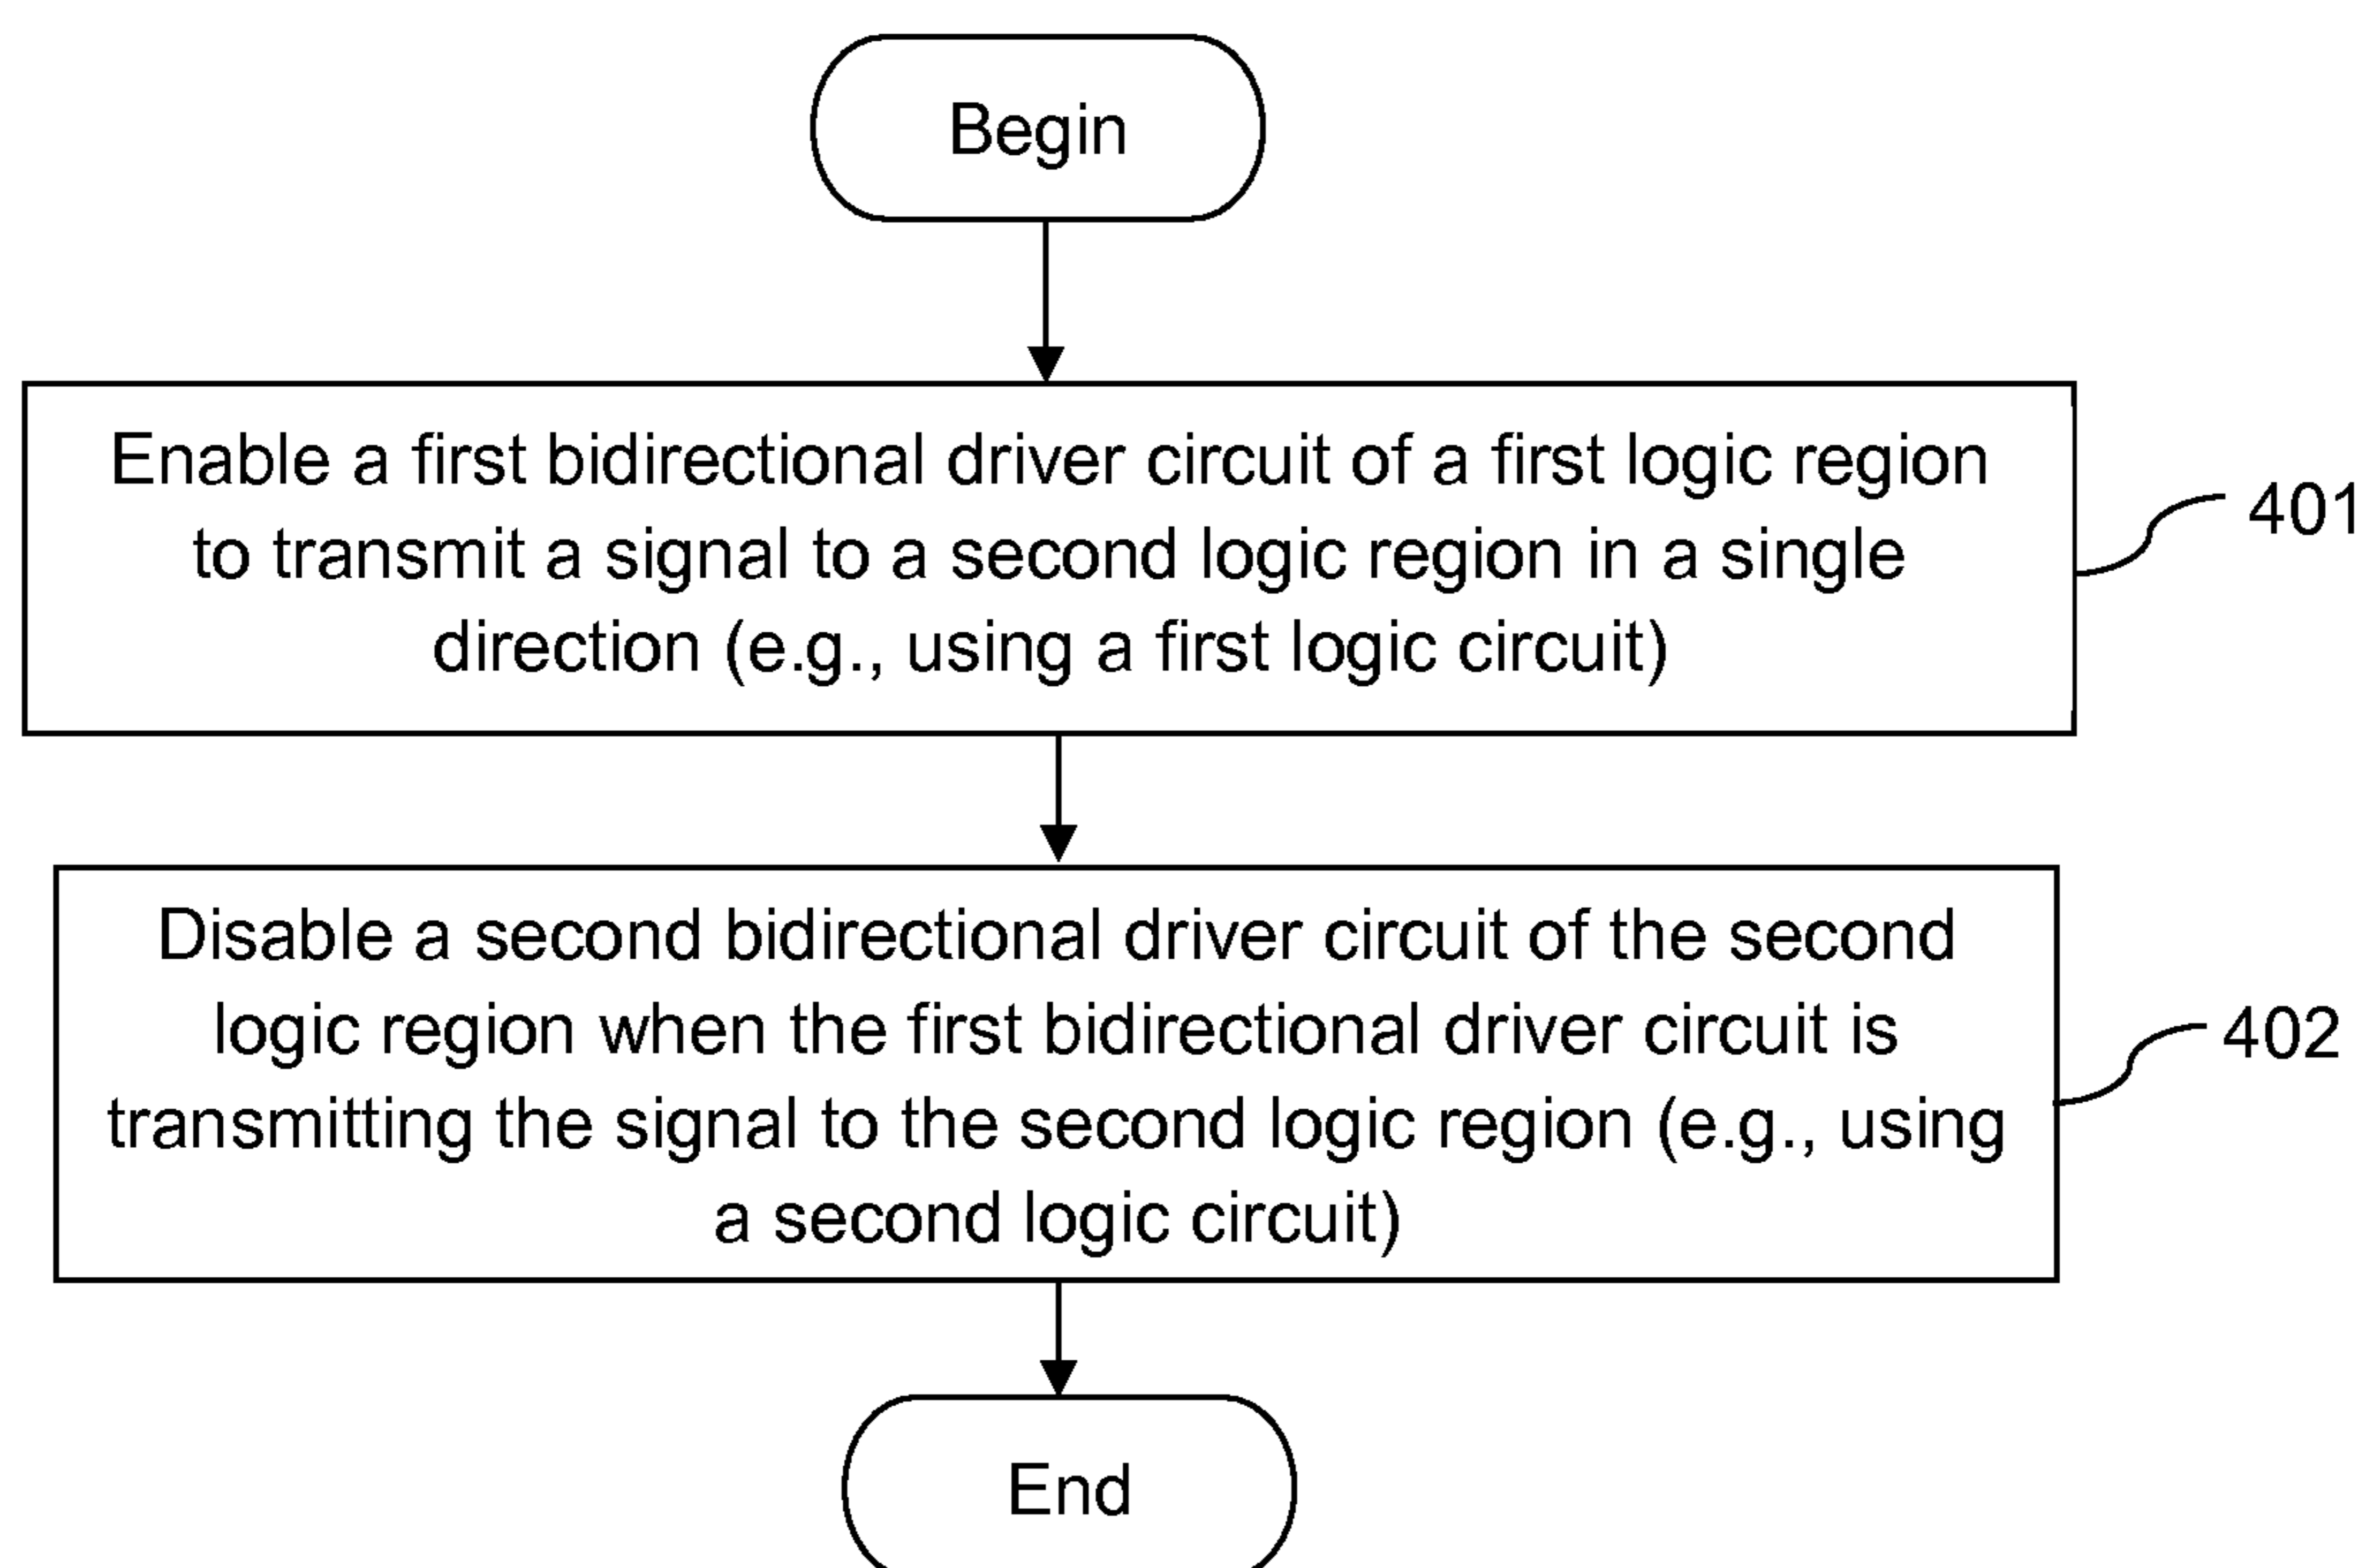 Begin
Enable a first bidirectional driver circuit of a first logic region
to transmit a signal to a second logic region in a single
direction (e.g., using a first logic circuit)
401
Disable a second bidirectional driver circuit of the second
logic region when the first bidirectional driver circuit is
transmitting the signal to the second logic region (e.g., using
a second logic circuit)
402
End